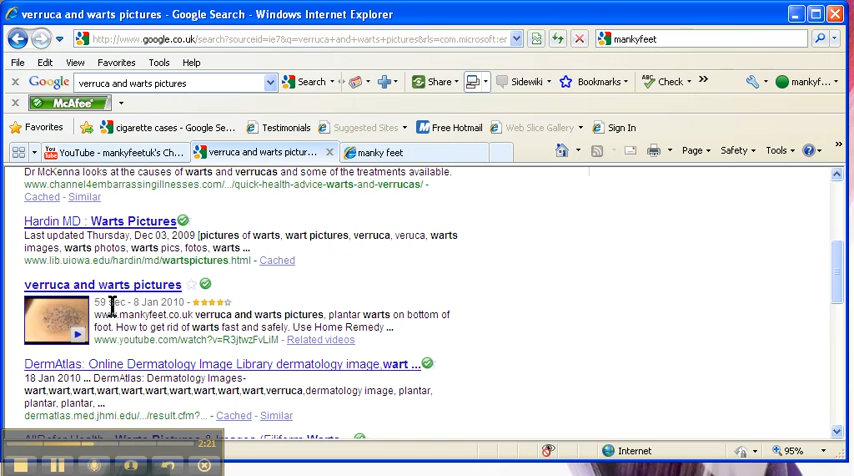 verruca and warts pictures - Google Search - Windows Internet Explorer
http://www.google.co.uk/search?sourceid=ie7&q=verruca+and+warts+pictures&rls=com.microsoft:er
mankyfeet
File Edit View Favorites Tools Help
Google verruca and warts pictures Search Share Sidewiki Bookmarks ABC Check mankyf...
McAfee
Favorites cigarette cases - Google Se... Testimonials Suggested Sites Free Hotmail Web Slice Gallery Sign In
YouTube - mankyfeetuk's Ch... verruca and warts pictur... manky feet Page Safety Tools
Dr McKenna looks at the causes of warts and verrucas and some of the treatments available.
www.channel4embarrassingillnesses.com/.../quick-health-advice-warts-and-verrucas/ -
Cached - Similar
Hardin MD : Warts Pictures
Last updated Thursday, Dec 03, 2009 [pictures of warts, wart pictures, verruca, veruca, warts
images, warts photos, warts pics, fotos, warts ...
www.lib.uiowa.edu/hardin/md/wartspictures.html - Cached
verruca and warts pictures
59 sec - 8 Jan 2010 -
www.mankyfeet.co.uk verruca and warts pictures, plantar warts on bottom of
foot. How to get rid of warts fast and safely. Use Home Remedy ...
www.youtube.com/watch?v=R3jtwzFvLiM - Related videos
DermAtlas: Online Dermatology Image Library dermatology image,wart ...
18 Jan 2010 ... DermAtlas: Dermatology Images-
wart,wart,wart,wart,wart,wart,wart,wart,wart,verruca,dermatology image, plantar,
plantar, plantar, ...
dermatlas.med.jhmi.edu/.../result.cfm?... - Cached - Similar
2:21
Internet 95%